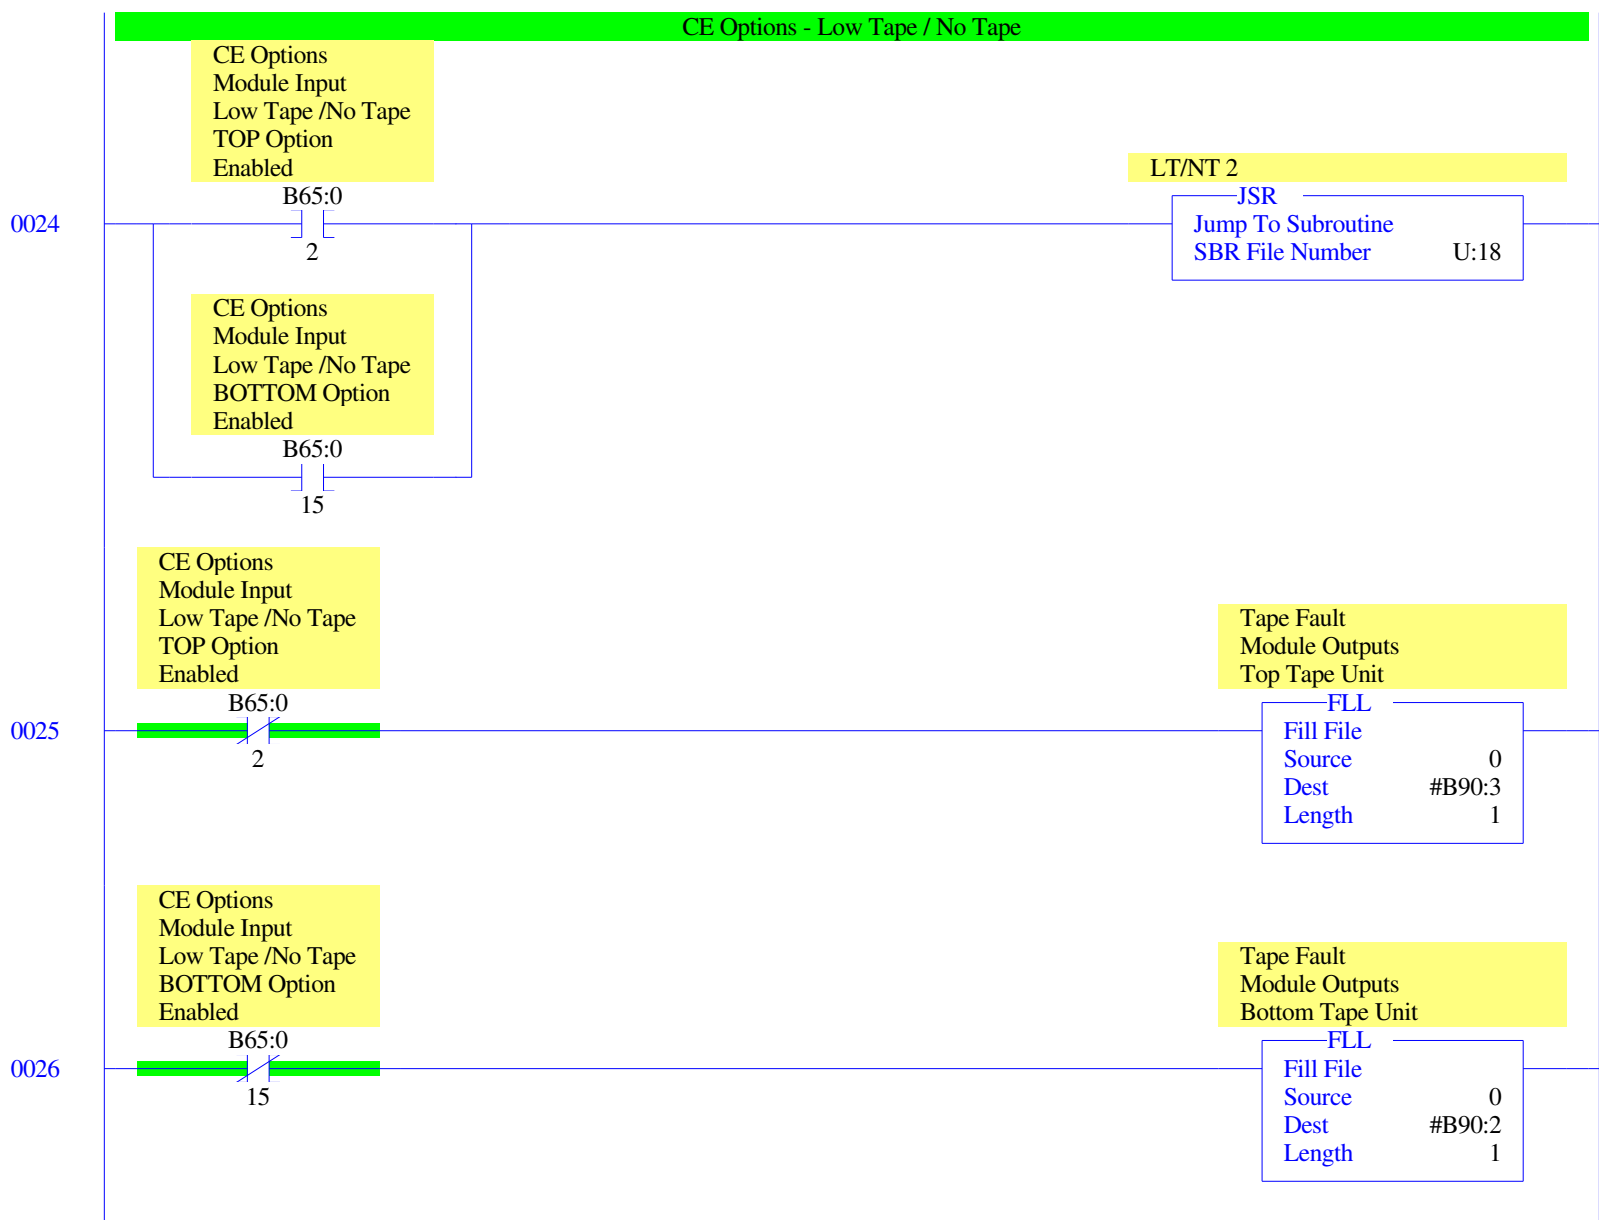 CE Options - Low Tape / No Tape
CE Options
Module Input
Low Tape /No Tape
TOP Option
Enabled
B65:0
2
LT/NT 2
JSR
Jump To Subroutine
SBR File Number U:18
0024
CE Options
Module Input
Low Tape /No Tape
BOTTOM Option
Enabled
B65:0
15
CE Options
Module Input
Low Tape /No Tape
TOP Option
Enabled
B65:0
2
0025
Tape Fault
Module Outputs
Top Tape Unit
FLL
Fill File
Source 0
Dest #B90:3
Length 1
CE Options
Module Input
Low Tape /No Tape
BOTTOM Option
Enabled
B65:0
15
0026
Tape Fault
Module Outputs
Bottom Tape Unit
FLL
Fill File
Source 0
Dest #B90:2
Length 1